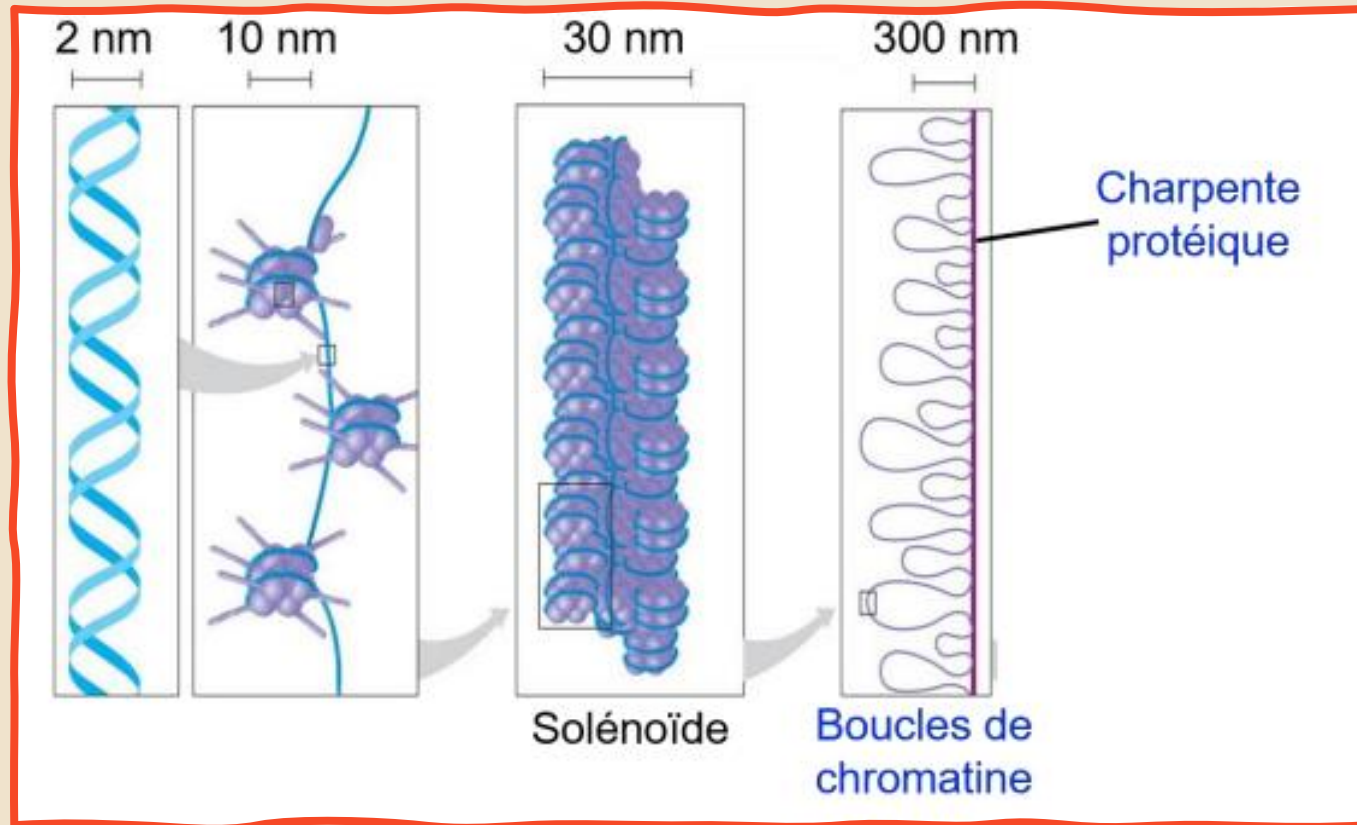 2 nm
10 nm
30 nm
300 nm
Charpente
protéique
Solénoïde
Boucles de
chromatine